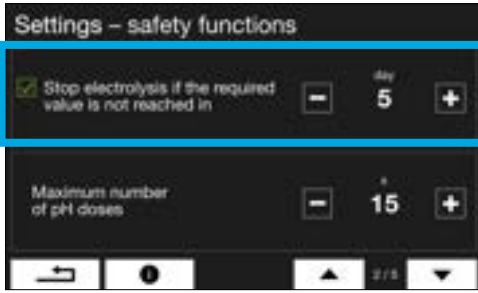 Settings – safety functions
Stop electrolysis if the required
value is not reached in
day
5
Maximum number
of pH doses
15
2/5